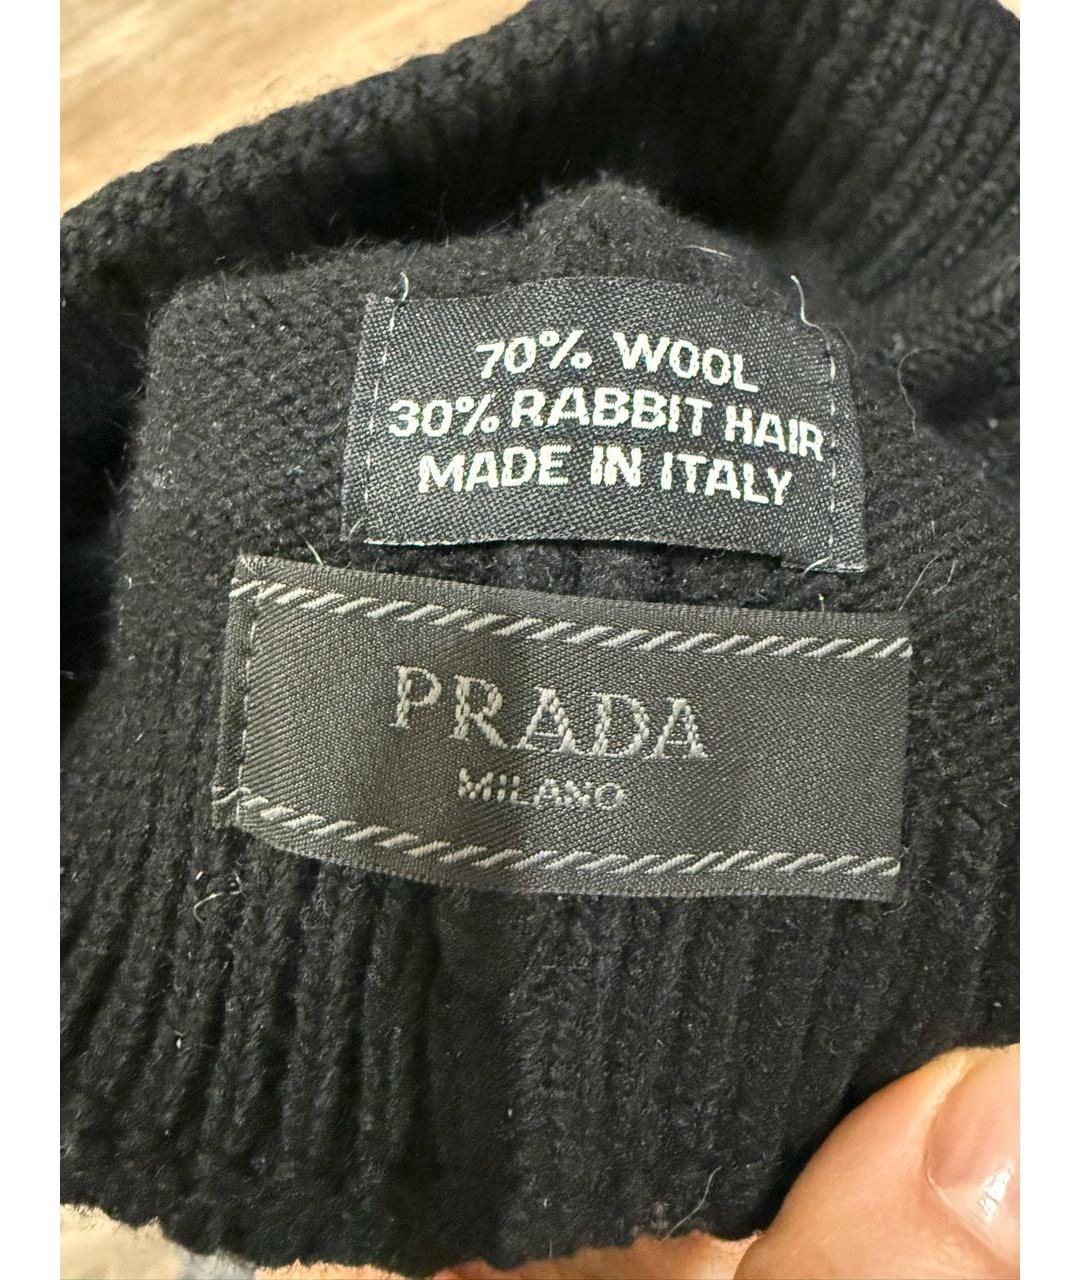 70% WOOL
30% RABBIT HAIR
MADE IN ITALY
PRADA
MILANO